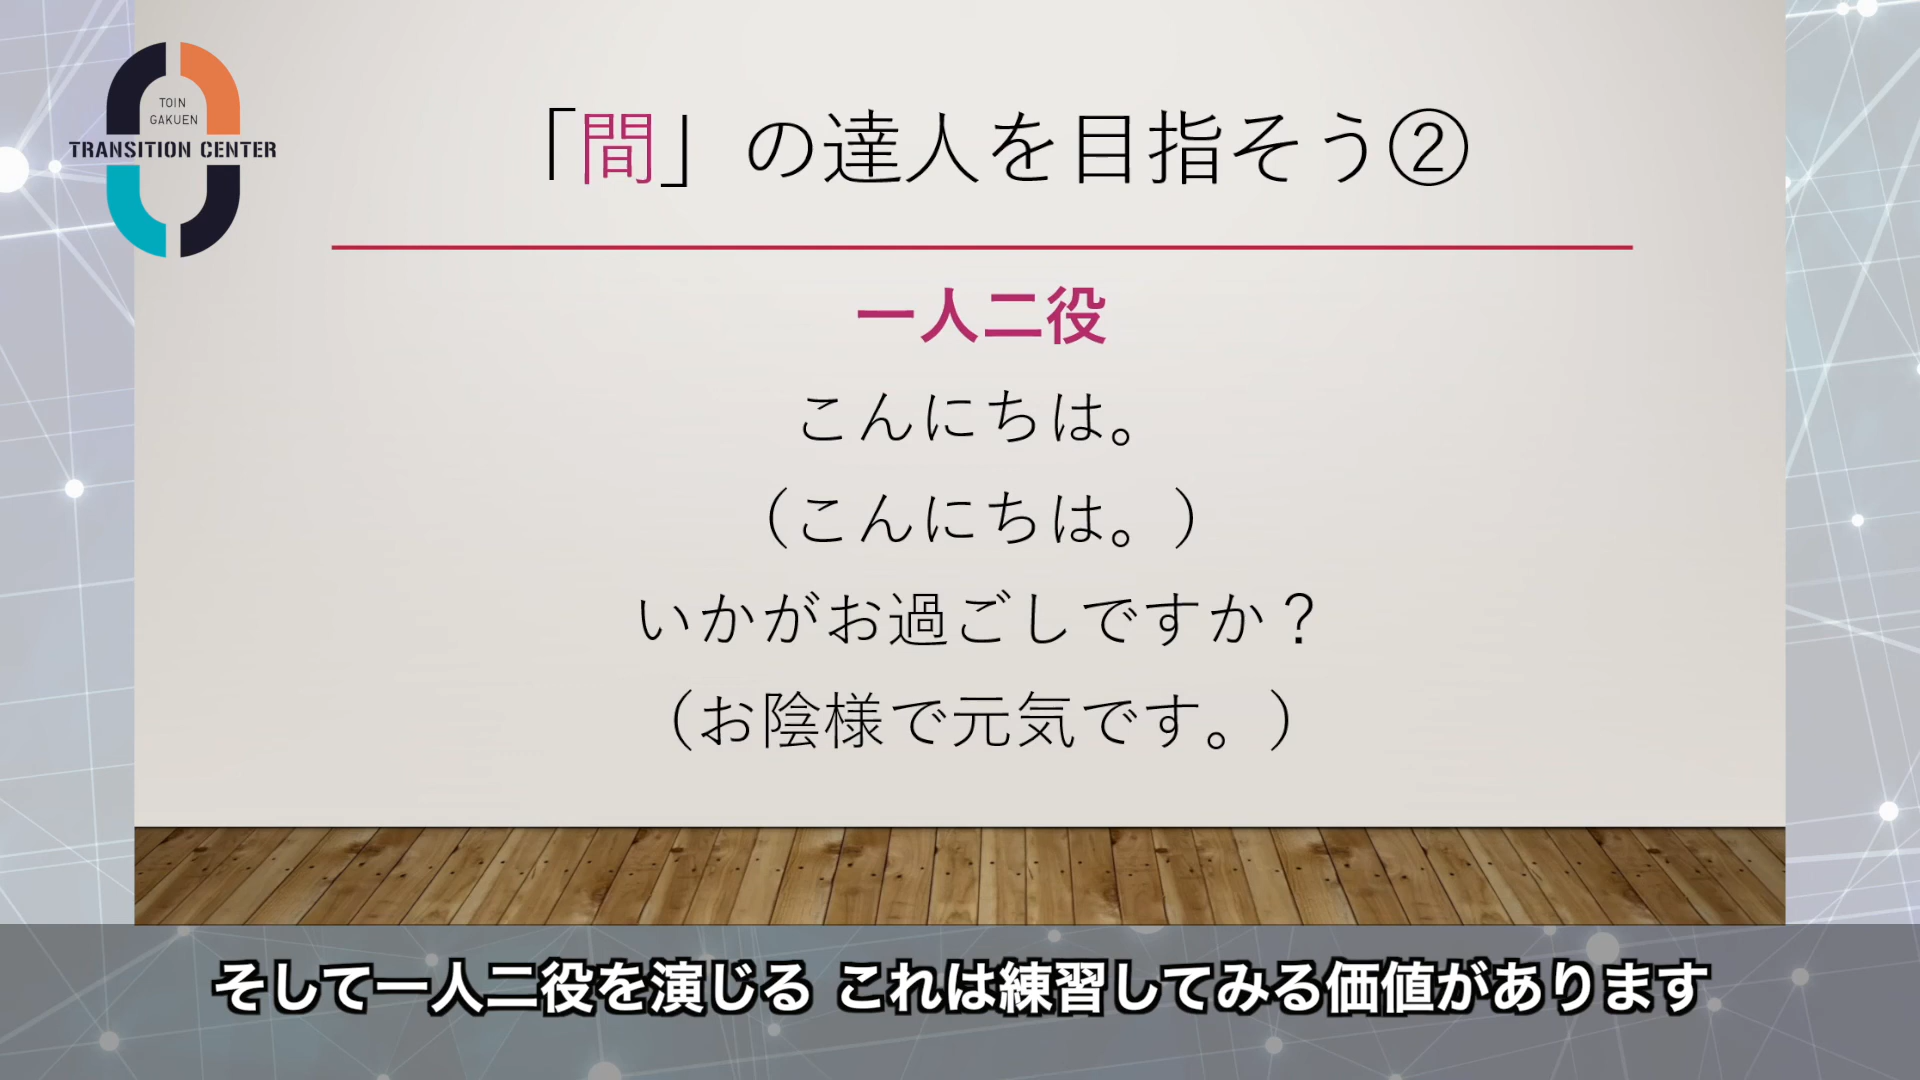 TOIN
GAKUEN
TRANSITION CENTER
「間」の達人を目指そう②
一人二役
こんにちは。
（こんにちは。）
いかがお過ごしですか？
（お陰様で元気です。）
そして一人二役を演じる これは練習してみる価値があります